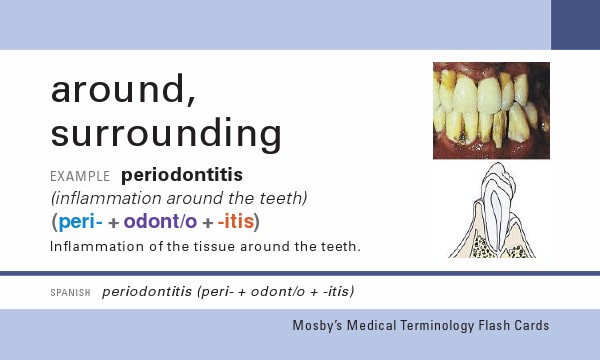 around,
surrounding
EXAMPLE periodontitis
(inflammation around the teeth)
(peri- + odont/o + -itis)
Inflammation of the tissue around the teeth.
SPANISH periodontitis (peri- + odont/o + -itis)
Mosby's Medical Terminology Flash Cards